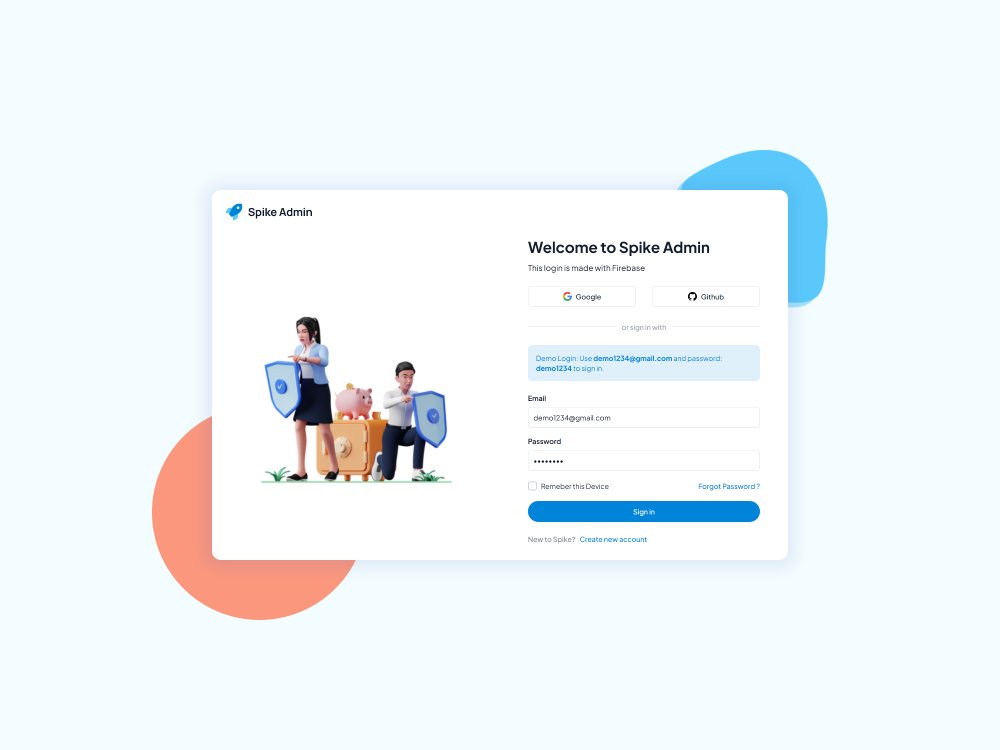 Spike Admin
Welcome to Spike Admin
This login is made with Firebase
Google
Github
or sign in with
Demo Login: Use demo1234@gmail.com and password:
demo1234 to sign in.
Email
demo1234@gmail.com
Password
••••••••
Remeber this Device
Forgot Password ?
Sign in
New to Spike? Create new account